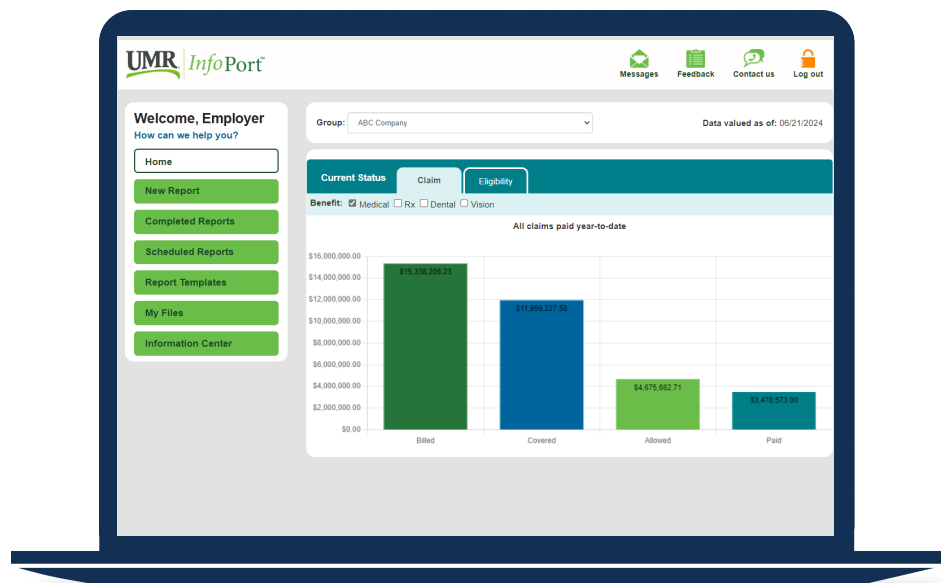 UMR InfoPort℠
Messages
Feedback
Contact us
Log out
Welcome, Employer
How can we help you?
Home
New Report
Completed Reports
Scheduled Reports
Report Templates
My Files
Information Center
Group: ABC Company
Data valued as of: 06/21/2024
Current Status
Claim
Eligibility
Benefit: Medical Rx Dental Vision
All claims paid year-to-date
$16,000,000.00
$14,000,000.00
$12,000,000.00
$10,000,000.00
$8,000,000.00
$6,000,000.00
$4,000,000.00
$2,000,000.00
$0.00
$15,338,206.23
$11,959,227.56
$4,675,682.71
$3,478,573.00
Billed
Covered
Allowed
Paid